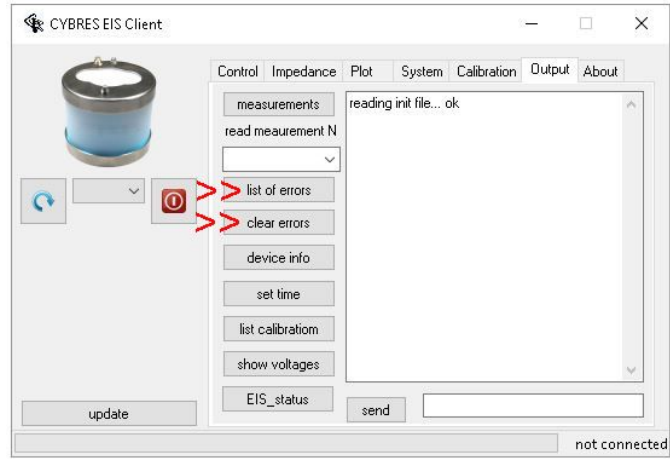 CYBRES EIS Client
Control Impedance Plot System Calibration Output About
measurements
reading init file... ok
read meaurement N
>> list of errors
>> clear errors
device info
set time
list calibratiom
show voltages
EIS_status
send
update
not connected